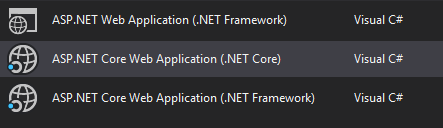 ASP.NET Web Application (.NET Framework) Visual C#
ASP.NET Core Web Application (.NET Core) Visual C#
ASP.NET Core Web Application (.NET Framework) Visual C#